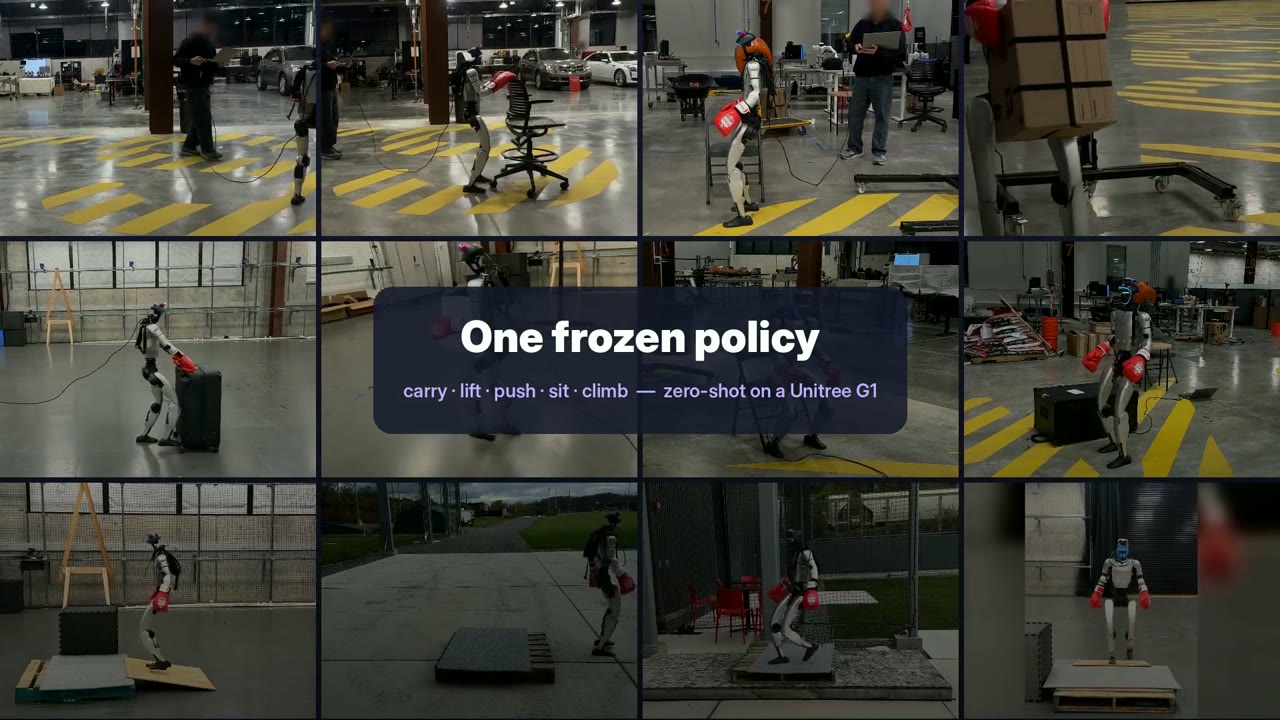 One frozen policy
carry · lift · push · sit · climb — zero-shot on a Unitree G1